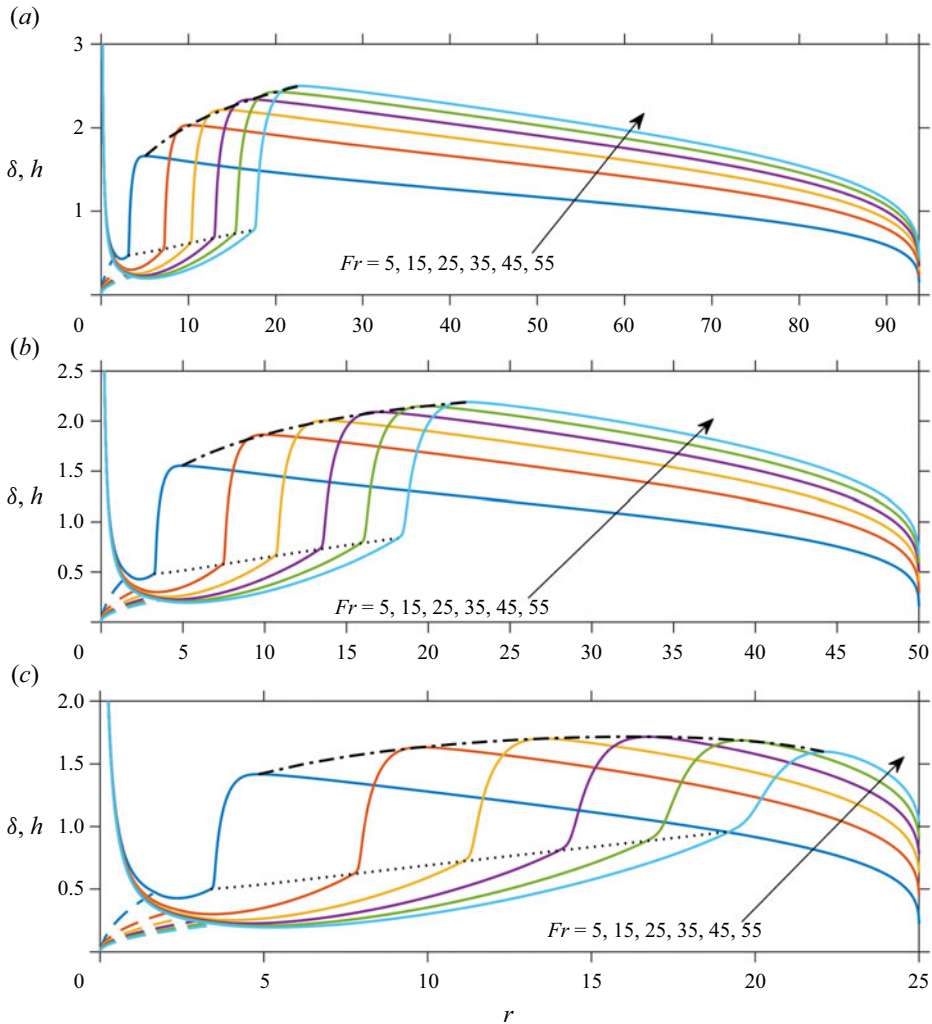 (a)
3
2
δ, h
1
Fr = 5, 15, 25, 35, 45, 55
0 10 20 30 40 50 60 70 80 90
(b)
2.5
2.0
1.5
δ, h
1.0
0.5
Fr = 5, 15, 25, 35, 45, 55
0 5 10 15 20 25 30 35 40 45 50
(c)
2.0
1.5
δ, h
1.0
0.5
Fr = 5, 15, 25, 35, 45, 55
0 5 10 15 20 25
r